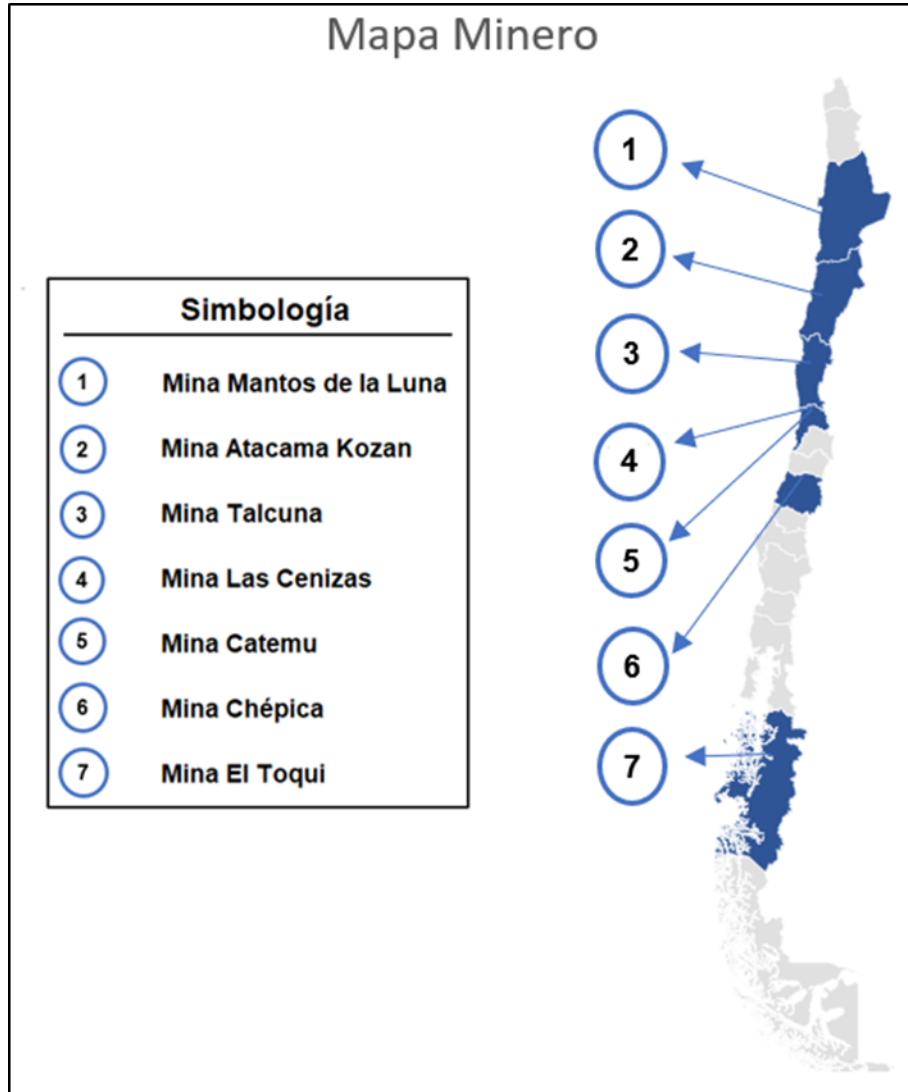 Mapa Minero
Simbología
1 Mina Mantos de la Luna
2 Mina Atacama Kozan
3 Mina Talcuna
4 Mina Las Cenizas
5 Mina Catemu
6 Mina Chépica
7 Mina El Toqui
1
2
3
4
5
6
7